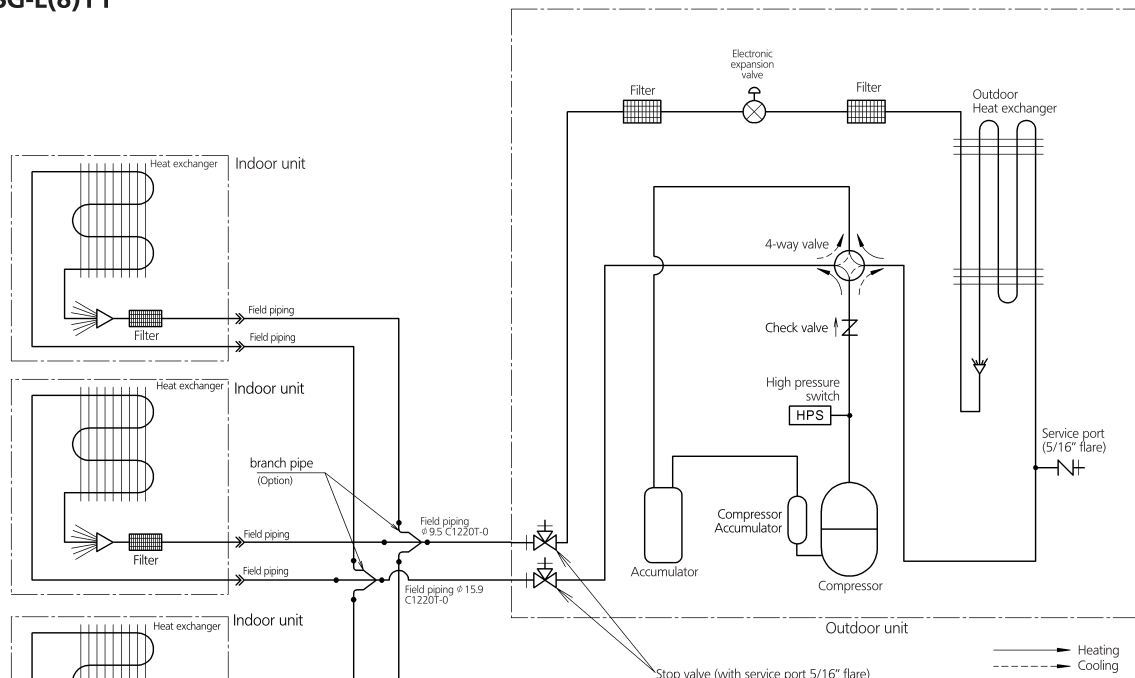 Electronic
expansion
valve
Filter
Filter
Outdoor
Heat exchanger
Heat exchanger
Indoor unit
4-way valve
Field piping
Filter
Field piping
Check valve
High pressure
switch
HPS
Heat exchanger
Indoor unit
Service port
(5/16" flare)
branch pipe
(Option)
Compressor
Accumulator
Field piping
φ9.5 C1220T-0
Field piping
Filter
Field piping
Accumulator
Compressor
Field piping φ15.9
C1220T-0
Heat exchanger
Indoor unit
Outdoor unit
Heating
Cooling
Stop valve (with service port 5/16" flare)